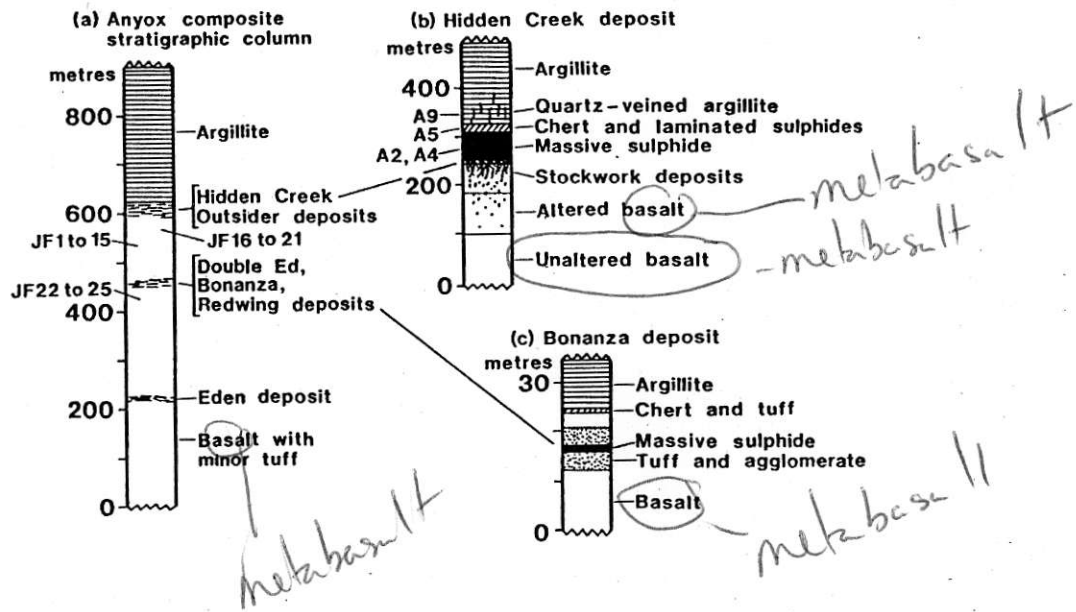 (a) Anyox composite
stratigraphic column
metres
800
600
400
200
0
Argillite
Hidden Creek
Outsider deposits
JF1 to 15
JF16 to 21
Double Ed,
Bonanza,
Redwing deposits
JF22 to 25
Eden deposit
Basalt with
minor tuff
metabasalt
(b) Hidden Creek deposit
metres
400
200
0
Argillite
A9
Quartz-veined argillite
A5
Chert and laminated sulphides
A2, A4
Massive sulphide
Stockwork deposits
Altered basalt
metabasalt
Unaltered basalt
-metabasalt
(c) Bonanza deposit
metres
30
0
Argillite
Chert and tuff
Massive sulphide
Tuff and agglomerate
Basalt
metabasall